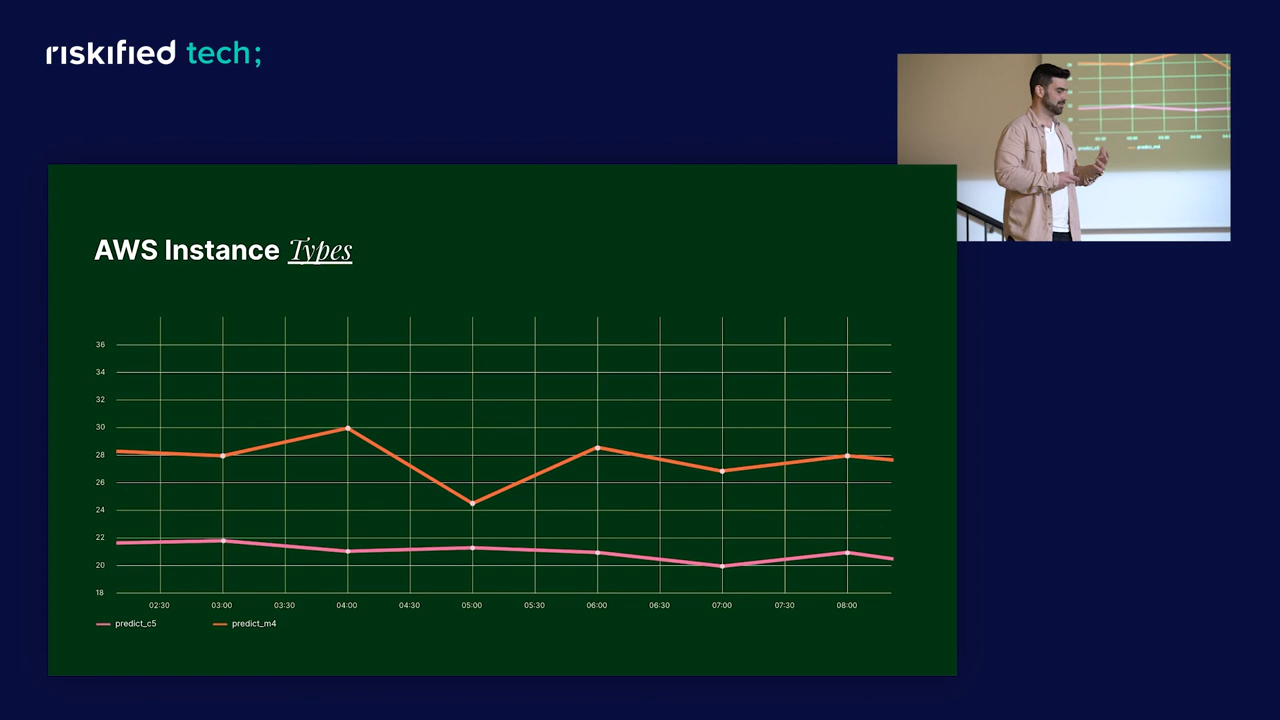 riskified tech;
AWS Instance Types
36
34
32
30
28
26
24
22
20
18
02:30 03:00 03:30 04:00 04:30 05:00 05:30 06:00 06:30 07:00 07:30 08:00
predict_c5 predict_m4
predict_m4